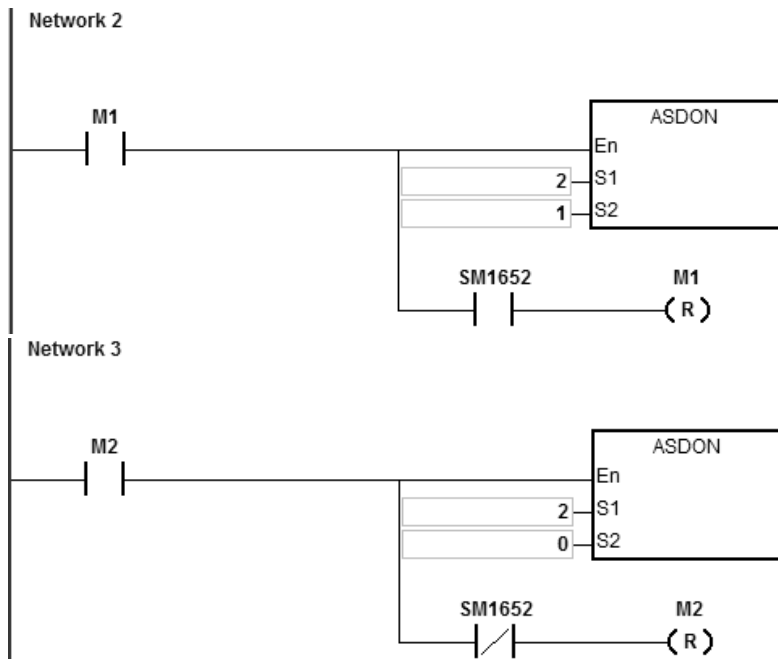 Network 2
M1
ASDON
En
2 S1
1 S2
SM1652 M1
( R )
Network 3
M2
ASDON
En
2 S1
0 S2
SM1652 M2
( R )